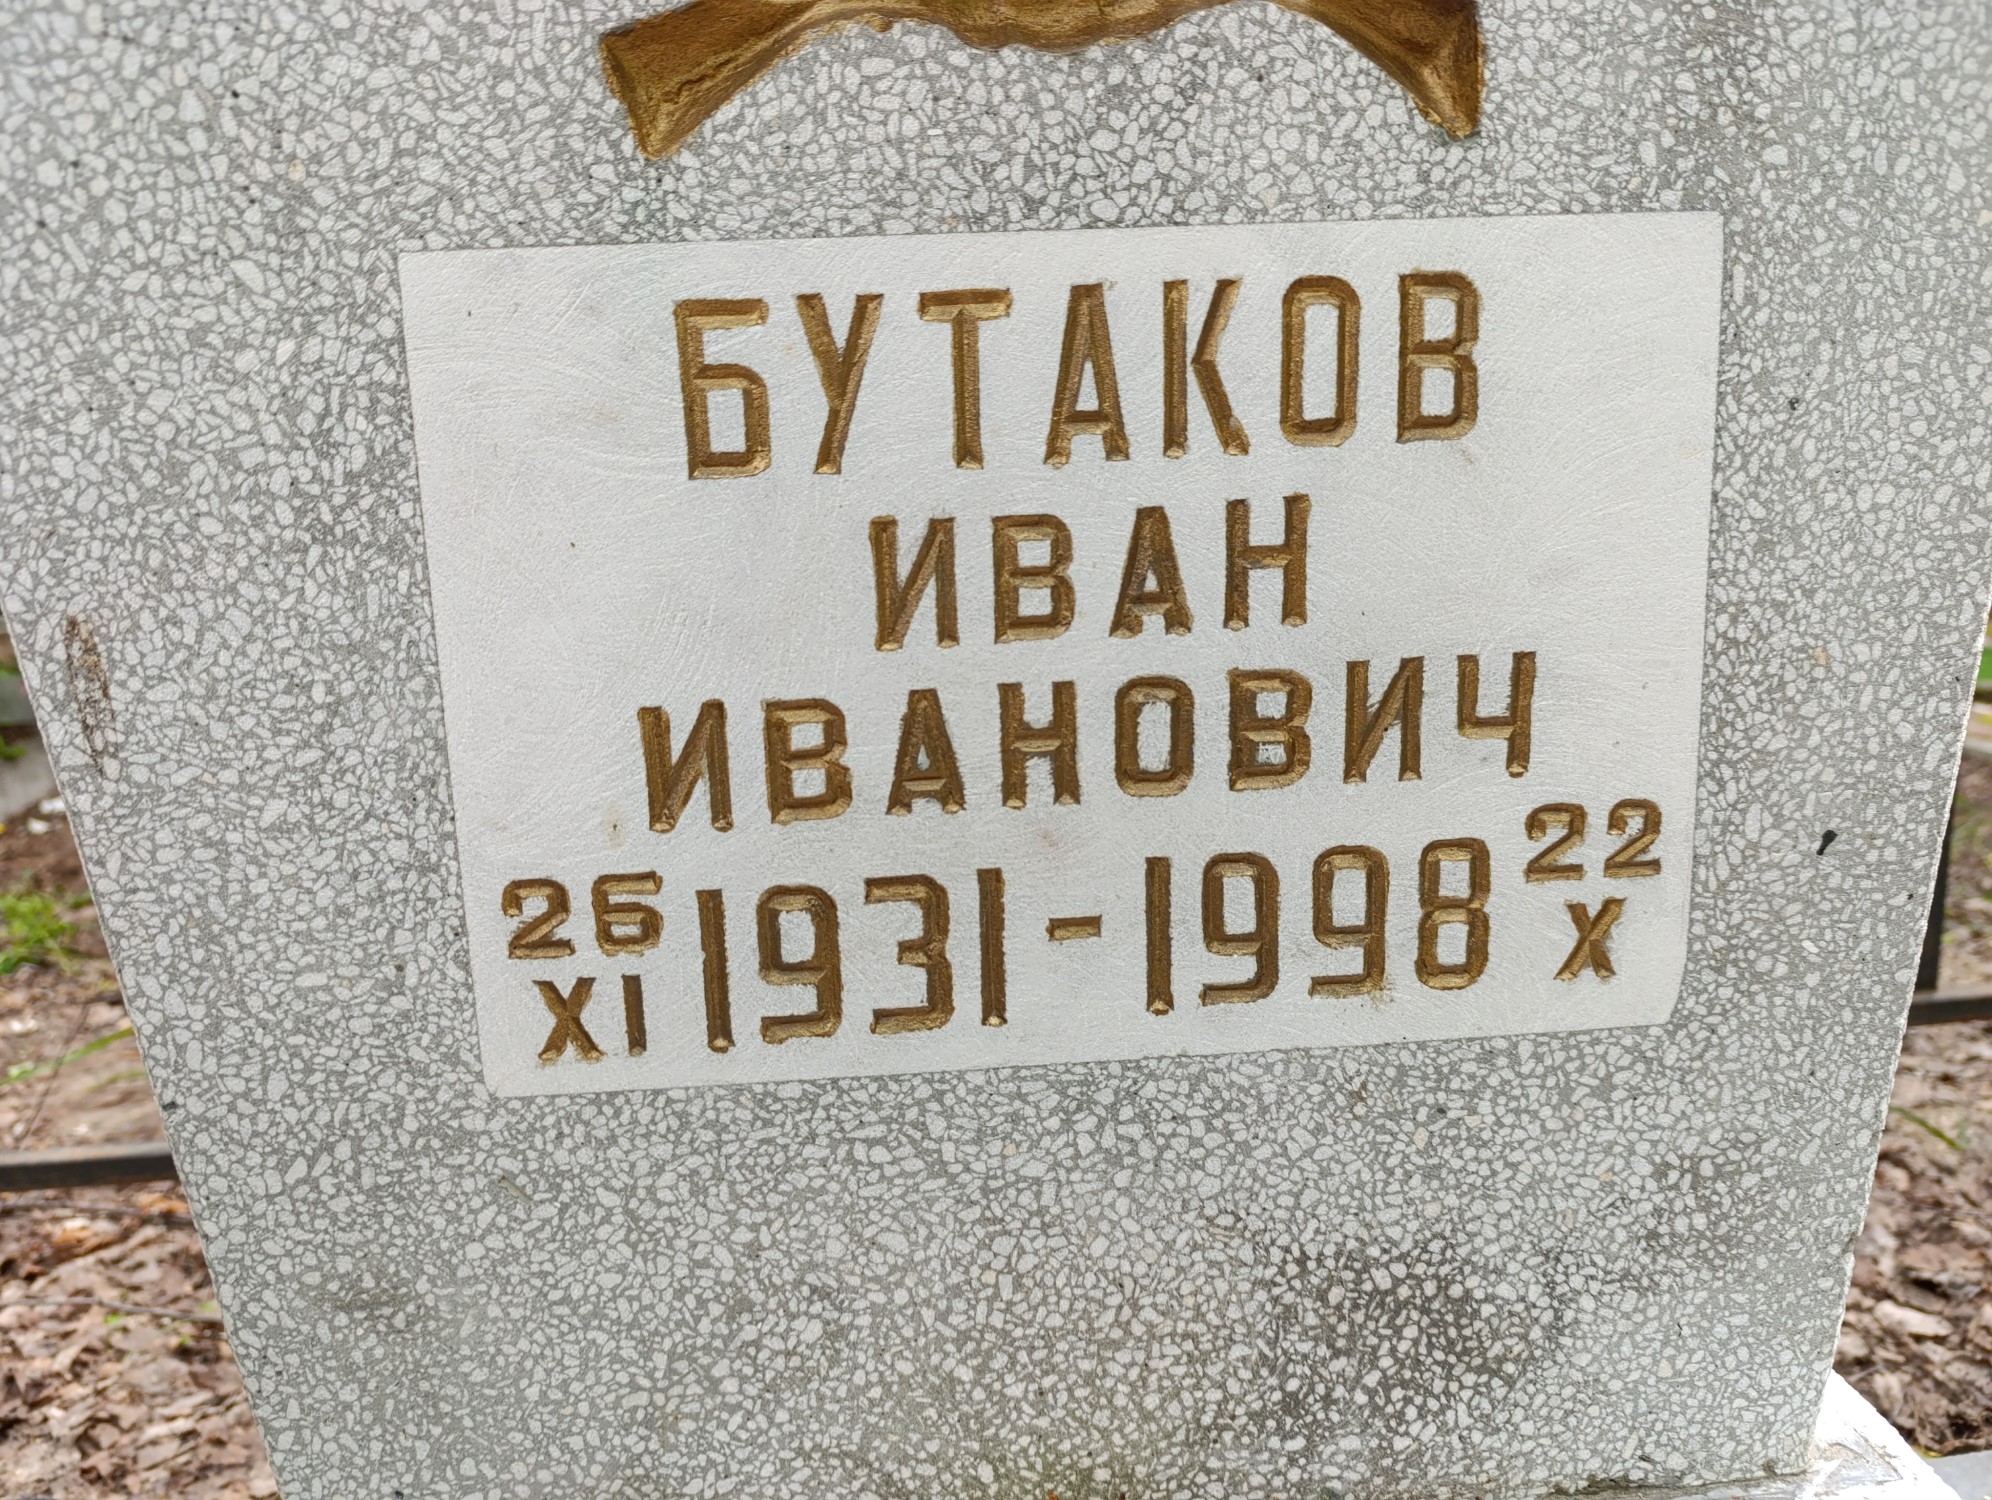 БУТАКОВ
ИВАН
ИВАНОВИЧ
26 XI 1931-1998 22 X